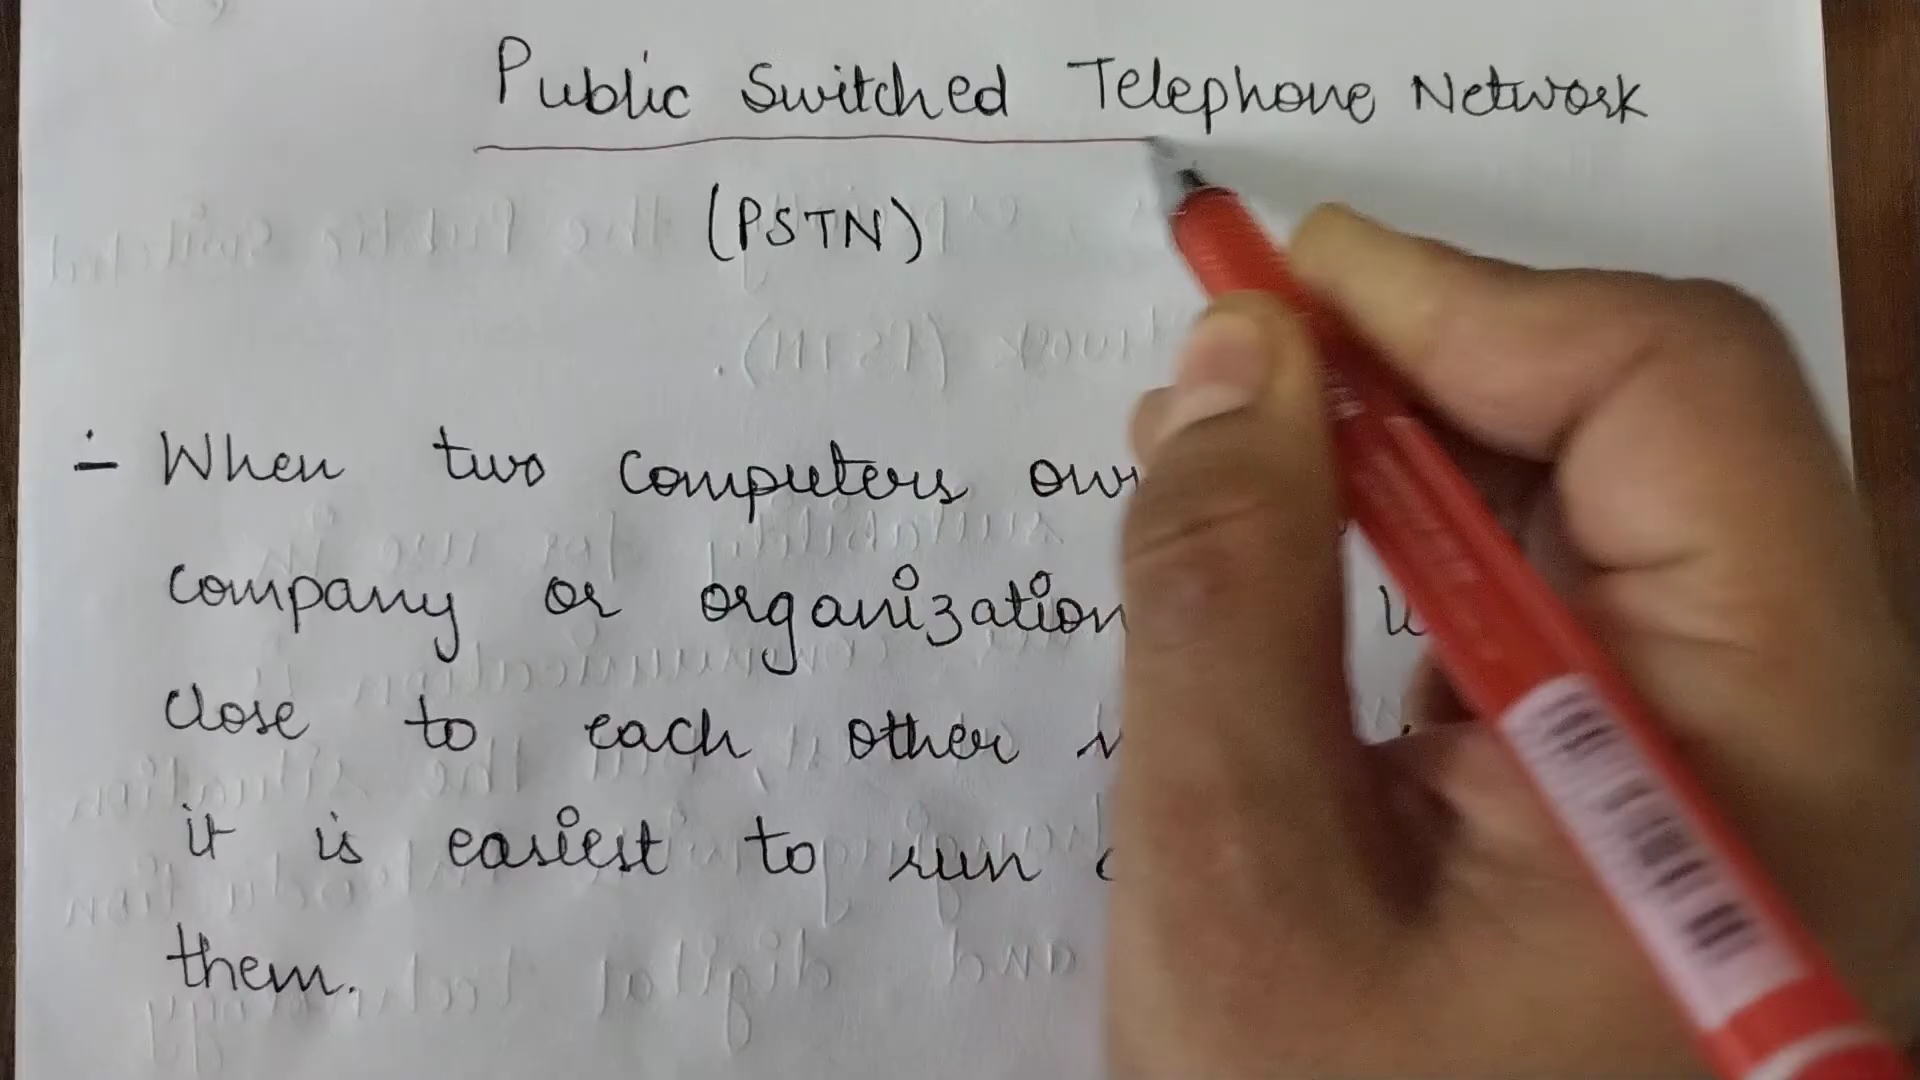 Public Switched Telephone Network
(PSTN)
When two computers
company or organization
close to each other
it is easiest to run
them.